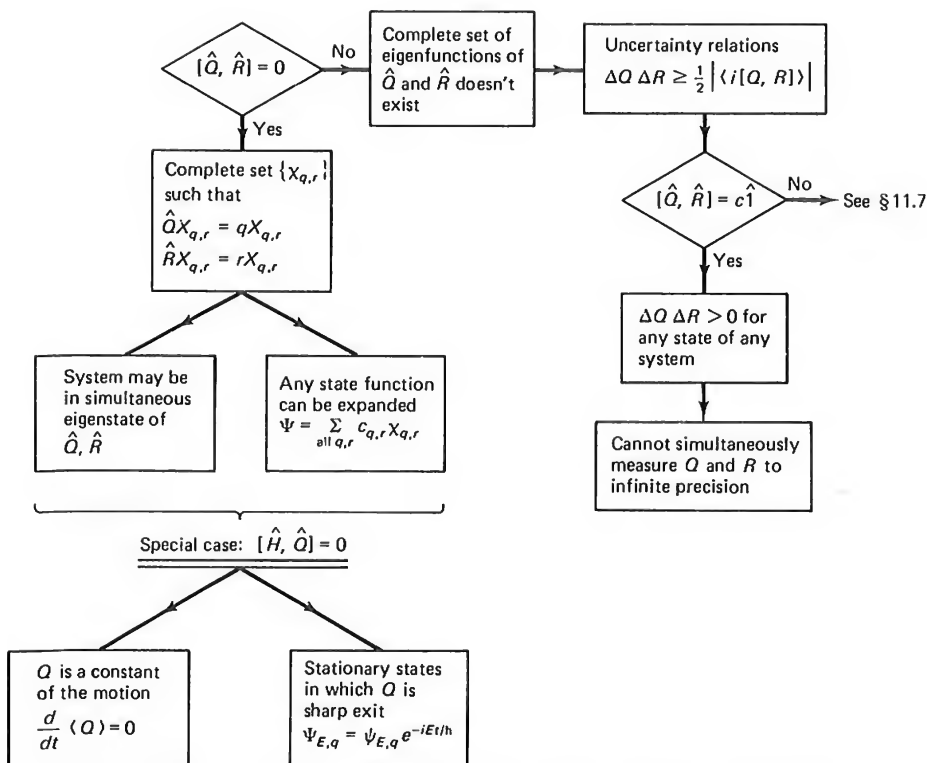 [Q̂, R̂] = 0
No
Yes
Complete set of
eigenfunctions of
Q̂ and R̂ doesn't
exist
Uncertainty relations
ΔQ ΔR ≥ ½ |⟨i[Q, R]⟩|
[Q̂, R̂] = c1̂
No
See §11.7
Yes
Complete set {χq,r}
such that
Q̂Xq,r = qXq,r
R̂Xq,r = rXq,r
ΔQ ΔR > 0 for
any state of any
system
System may be
in simultaneous
eigenstate of
Q̂, R̂
Any state function
can be expanded
Ψ = Σ cq,r χq,r
all q,r
Cannot simultaneously
measure Q and R to
infinite precision
Special case: [Ĥ, Q̂] = 0
Q is a constant
of the motion
d/dt ⟨Q⟩ = 0
Stationary states
in which Q is
sharp exit
ΨE,q = ψE,q e^−iEt/ħ